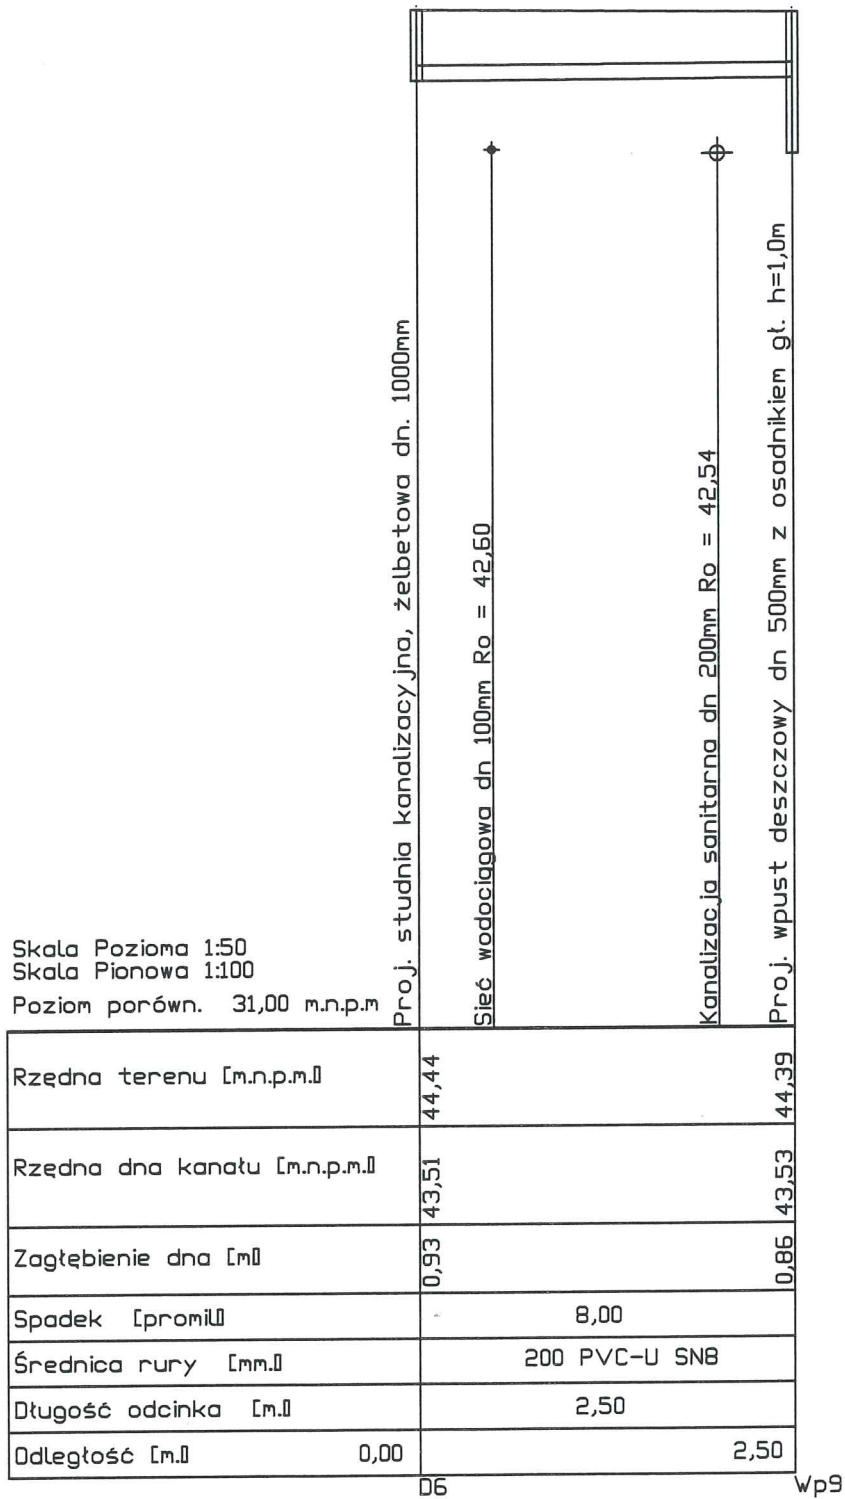 Proj. studnia kanalizacyjna, żelbetowa dn. 1000mm
Sieć wodociągowa dn 100mm Ro = 42,60
Kanalizacja sanitarna dn 200mm Ro = 42,54
Proj. wpust deszczowy dn 500mm z osadnikiem gł. h=1,0m
Skala Pozioma 1:50
Skala Pionowa 1:100
Poziom porówn. 31,00 m.n.p.m
Rzędna terenu [m.n.p.m.] 44,44 44,39
Rzędna dna kanału [m.n.p.m.] 43,51 43,53
Zagłębienie dna [m] 0,93 0,86
Spadek [promil] 8,00
Średnica rury [mm.] 200 PVC-U SN8
Długość odcinka [m.] 2,50
Odległość [m.] 0,00 2,50
D6 Wp9